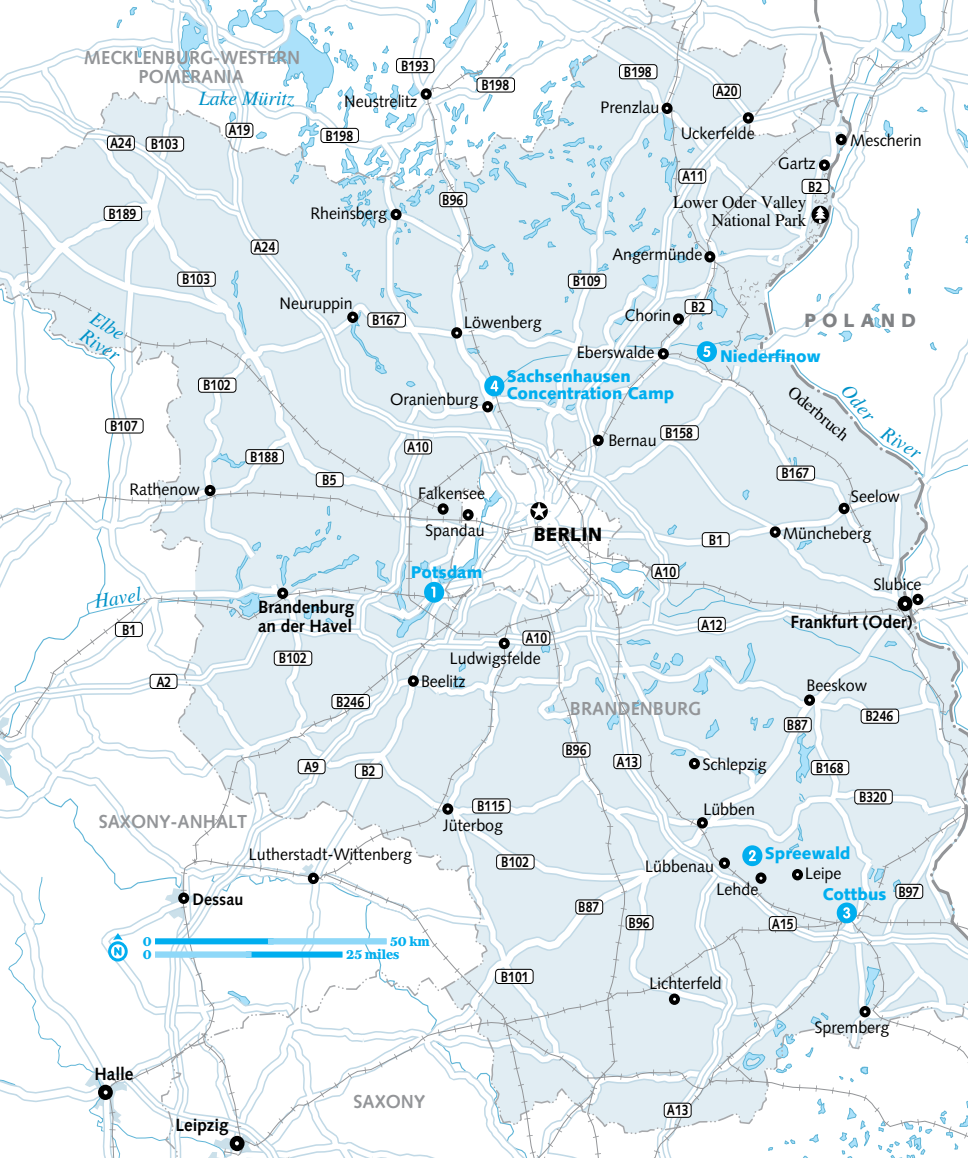 MECKLENBURG-WESTERN
POMERANIA
Lake Müritz
B193
B198
Neustrelitz
B198
A20
B198
Prenzlau
Uckerfelde
A24
B103
A19
B198
Mescherin
Gartz
A11
B2
B189
Rheinsberg
B96
Lower Oder Valley
National Park
A24
Angermünde
B103
B109
Neuruppin
B167
Löwenberg
Chorin
B2
POLAND
Elbe
River
Eberswalde
5
Niederfinow
4
Sachsenhausen
Concentration Camp
B102
Oranienburg
Oderbruch
Oder River
B107
A10
Bernau
B158
B188
B5
B167
Rathenow
Falkensee
Spandau
BERLIN
Seelow
Müncheberg
B1
Potsdam
1
A10
Slubice
Havel
Brandenburg
an der Havel
Frankfurt (Oder)
B1
A12
A10
Ludwigsfelde
B102
A2
Beelitz
Beeskow
B246
BRANDENBURG
B87
B246
B96
A13
Schlepzig
B168
A9
B2
B320
B115
Jüterbog
Lübben
SAXONY-ANHALT
Lutherstadt-Wittenberg
B102
2
Spreewald
Lübbenau
Lehde
Leipe
Cottbus
3
B97
Dessau
B87
B96
A15
N
0
50 km
0
25 miles
B101
Lichterfeld
Spremberg
Halle
SAXONY
A13
Leipzig